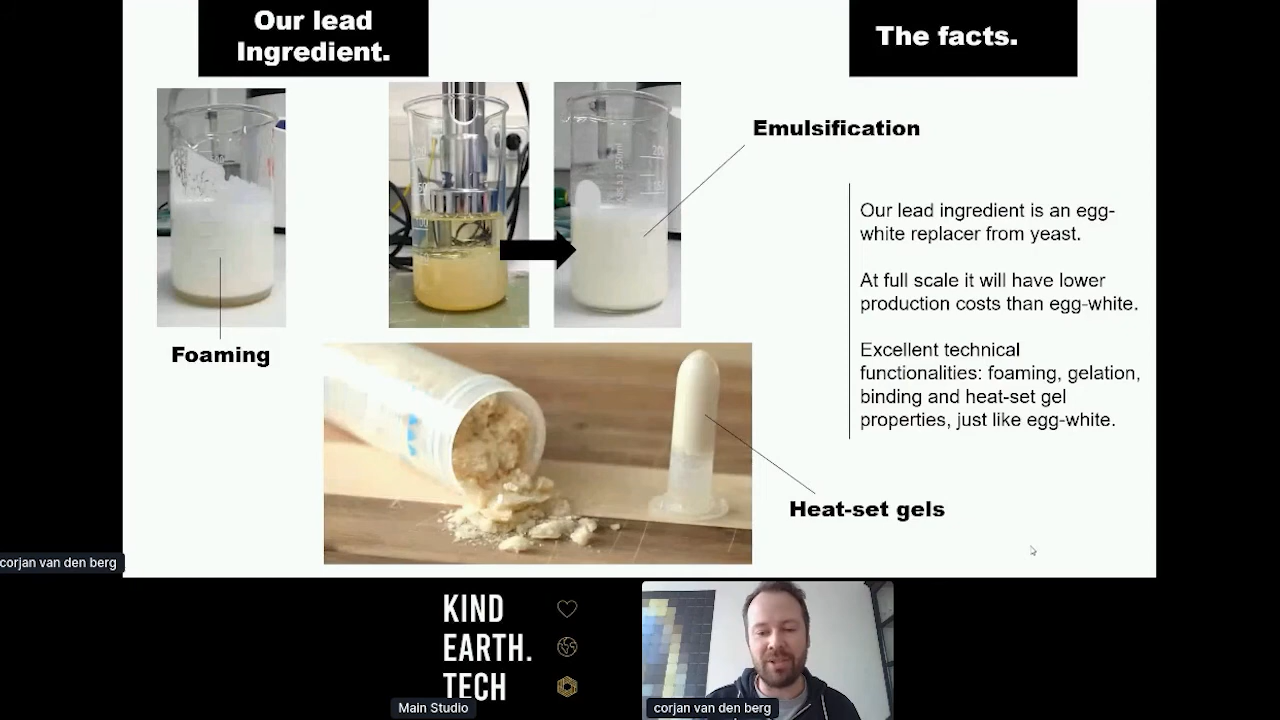 Our lead
Ingredient.
The facts.
Emulsification
Our lead ingredient is an egg-
white replacer from yeast.
At full scale it will have lower
production costs than egg-white.
Excellent technical
functionalities: foaming, gelation,
binding and heat-set gel
properties, just like egg-white.
Foaming
Heat-set gels
corjan van den berg
KIND
EARTH.
TECH
Main Studio
corjan van den berg